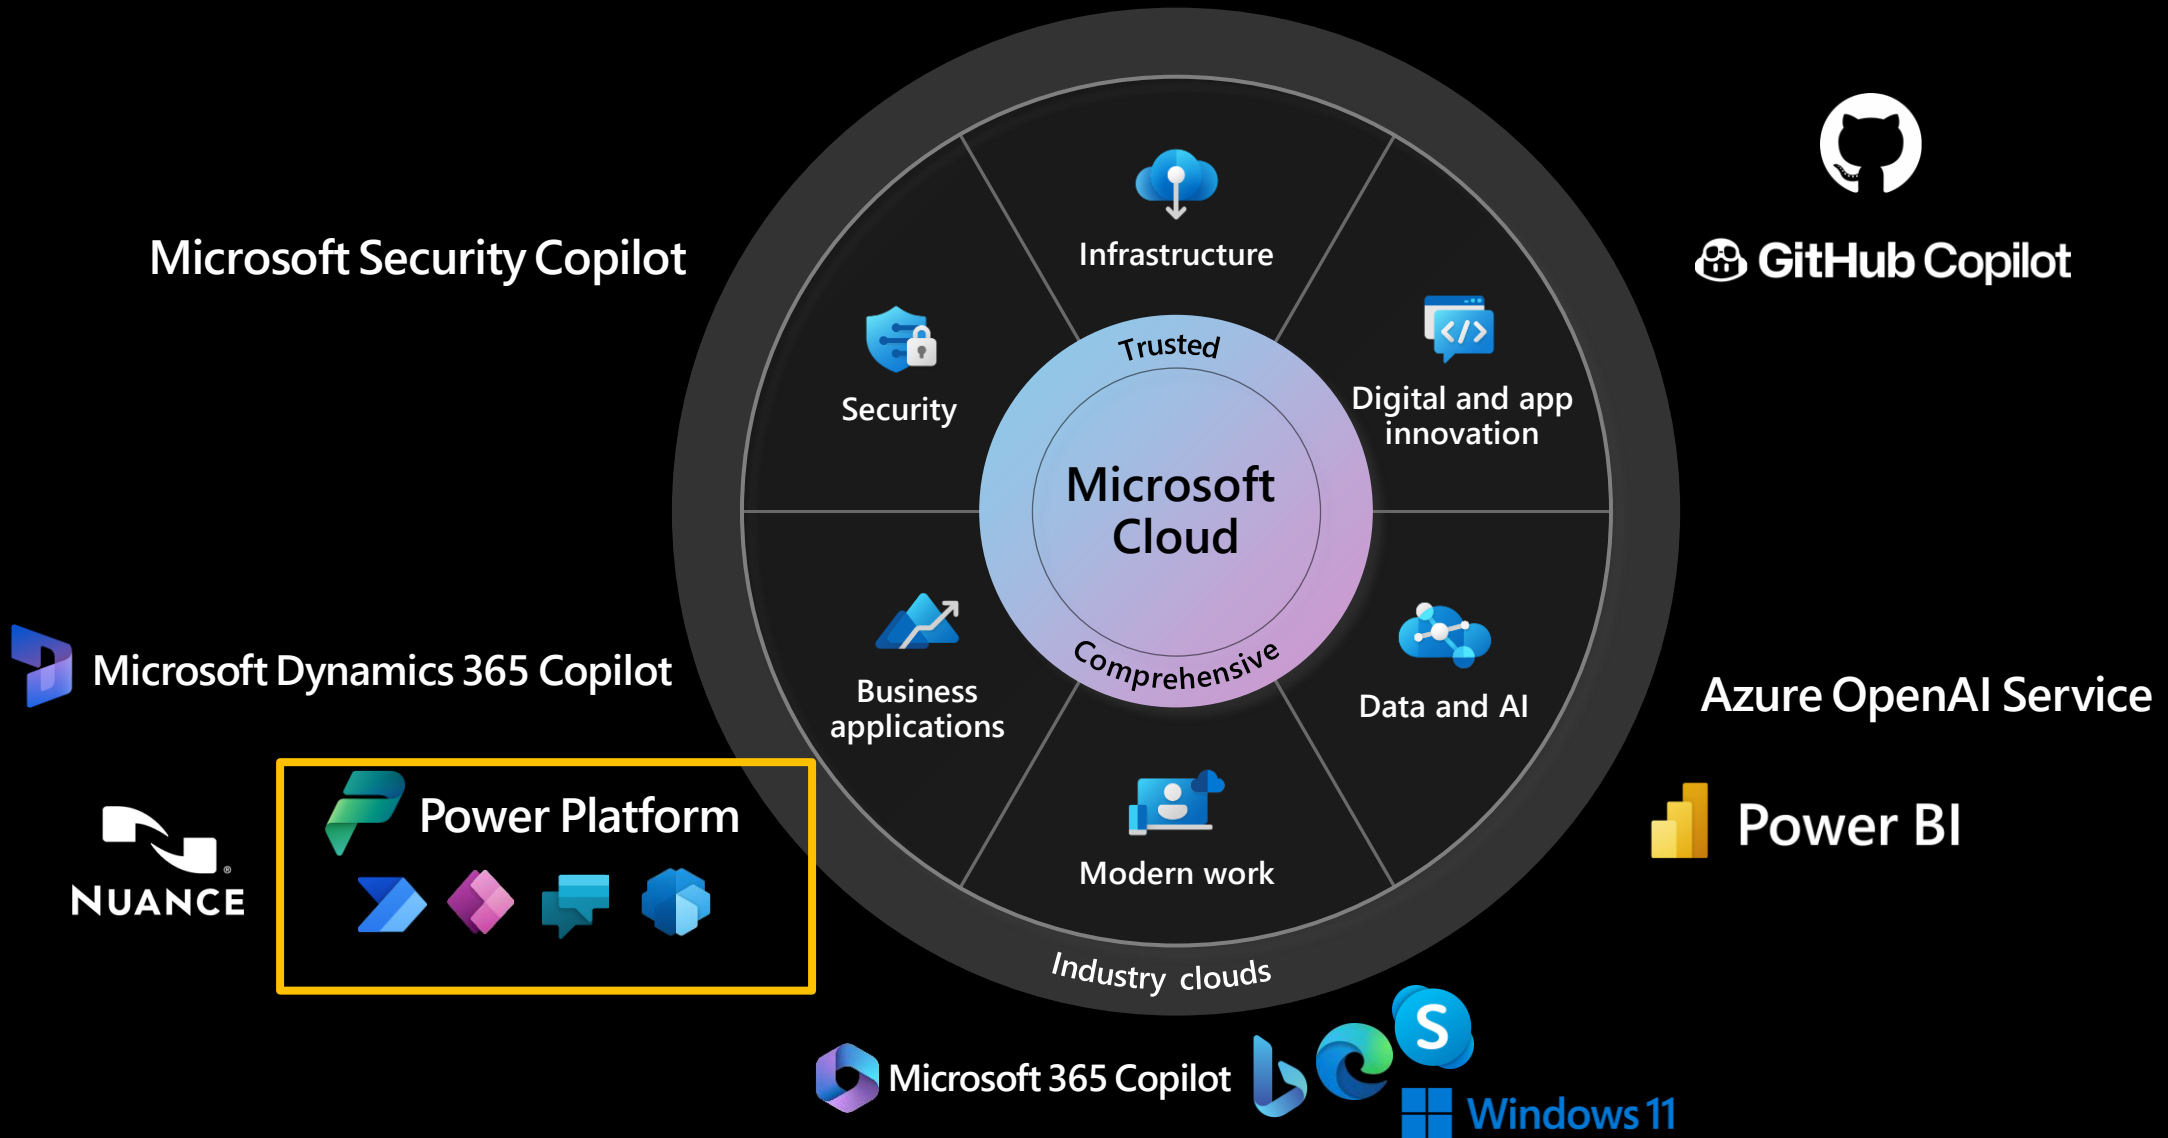 Infrastructure
Microsoft Security Copilot
GitHub Copilot
Trusted
Security
Digital and app
innovation
Microsoft
Cloud
Comprehensive
Microsoft Dynamics 365 Copilot
Business
applications
Data and AI
Azure OpenAI Service
Power Platform
Power BI
NUANCE®
Modern work
Industry clouds
S
Microsoft 365 Copilot
Windows 11